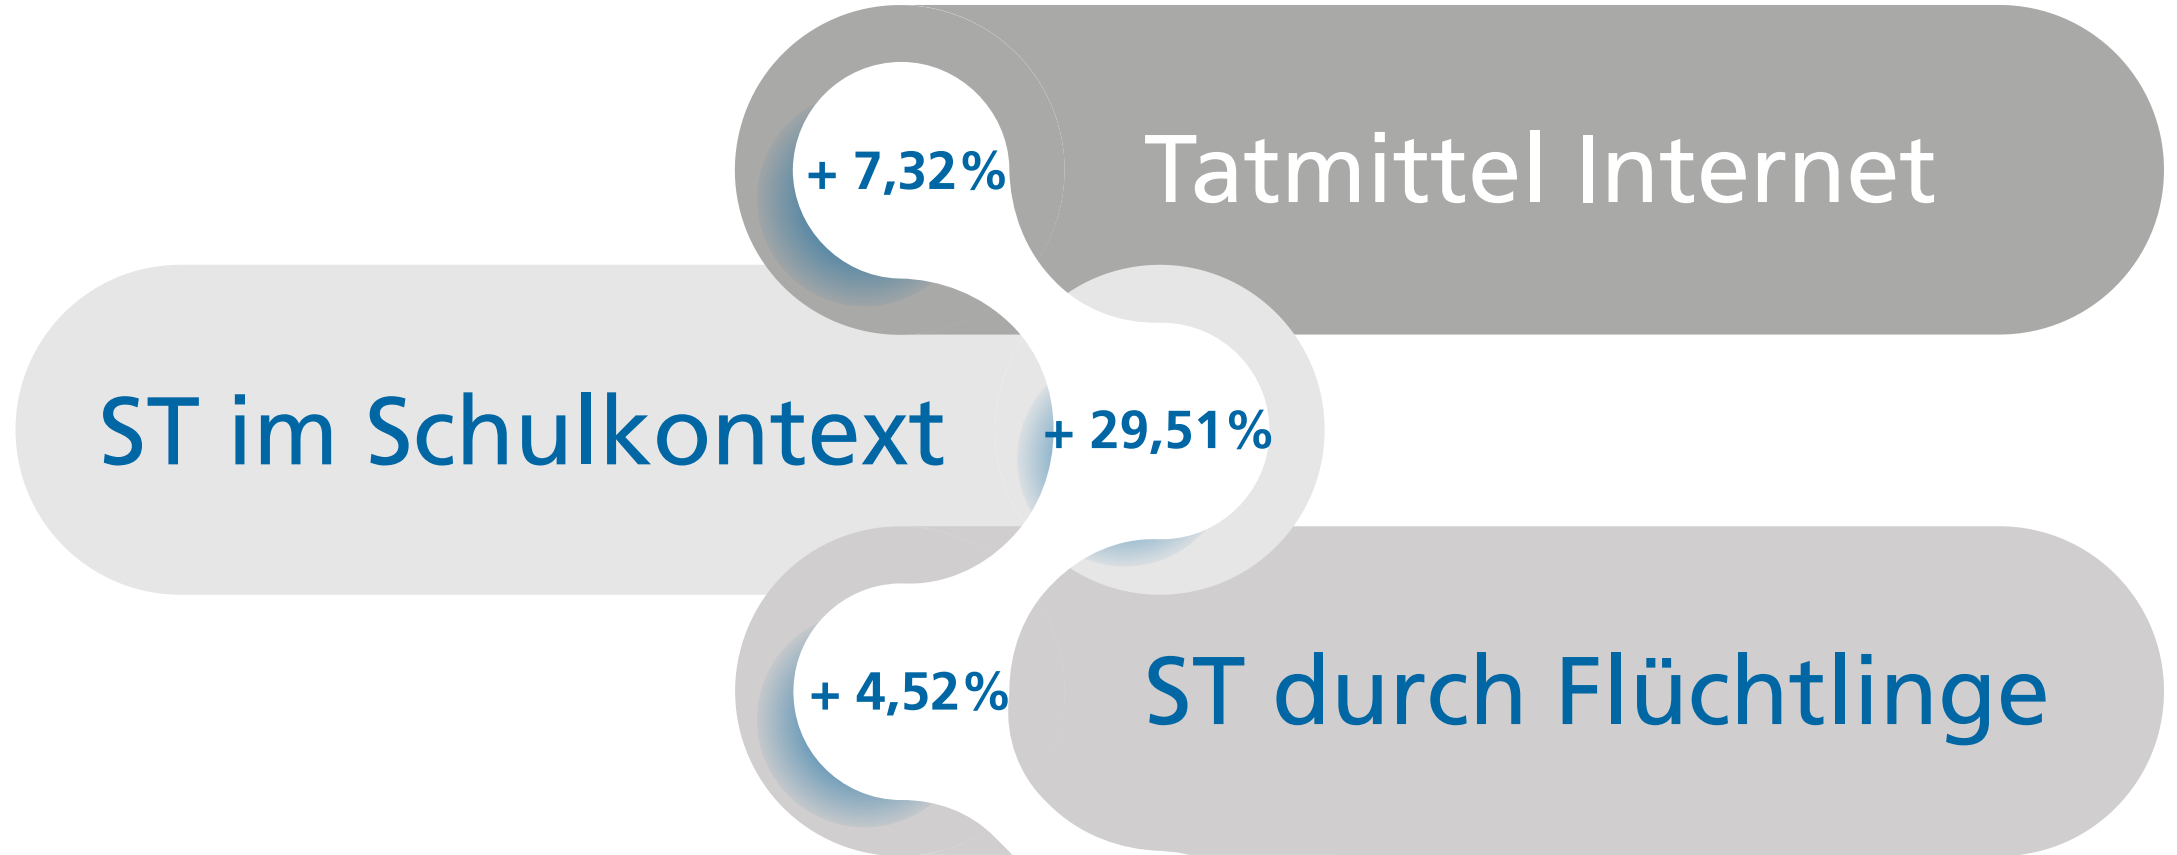 + 7,32%
Tatmittel Internet
ST im Schulkontext
+ 29,51%
+ 4,52%
ST durch Flüchtlinge